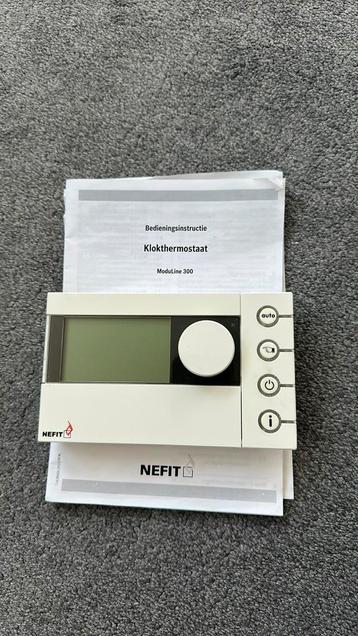 Bedieningsinstructie
Klokthermostaat
ModuLine 300
auto
i
NEFIT
NEFIT